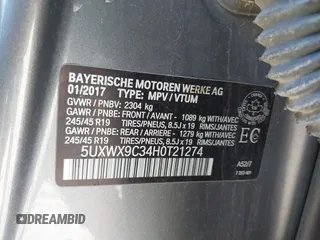 BAYERISCHE MOTOREN WERKE AG
01/2017 TYPE: MPV / VTUM
GVWR / PNBV: 2304 kg
GAWR / PNBE: FRONT / AVANT - 1089 kg AVEC/WITH
245/45 R19 TIRES/PNEUS, 8.5J x 19 RIMS/JANTES
GAWR / PNBE: REAR / ARRIERE - 1279 kg AVEC/WITH
245/45 R19 TIRES/PNEUS, 8.5J x 19 RIMS/JANTES
EC
5UXWX9C34H0T21274
DREAMBID